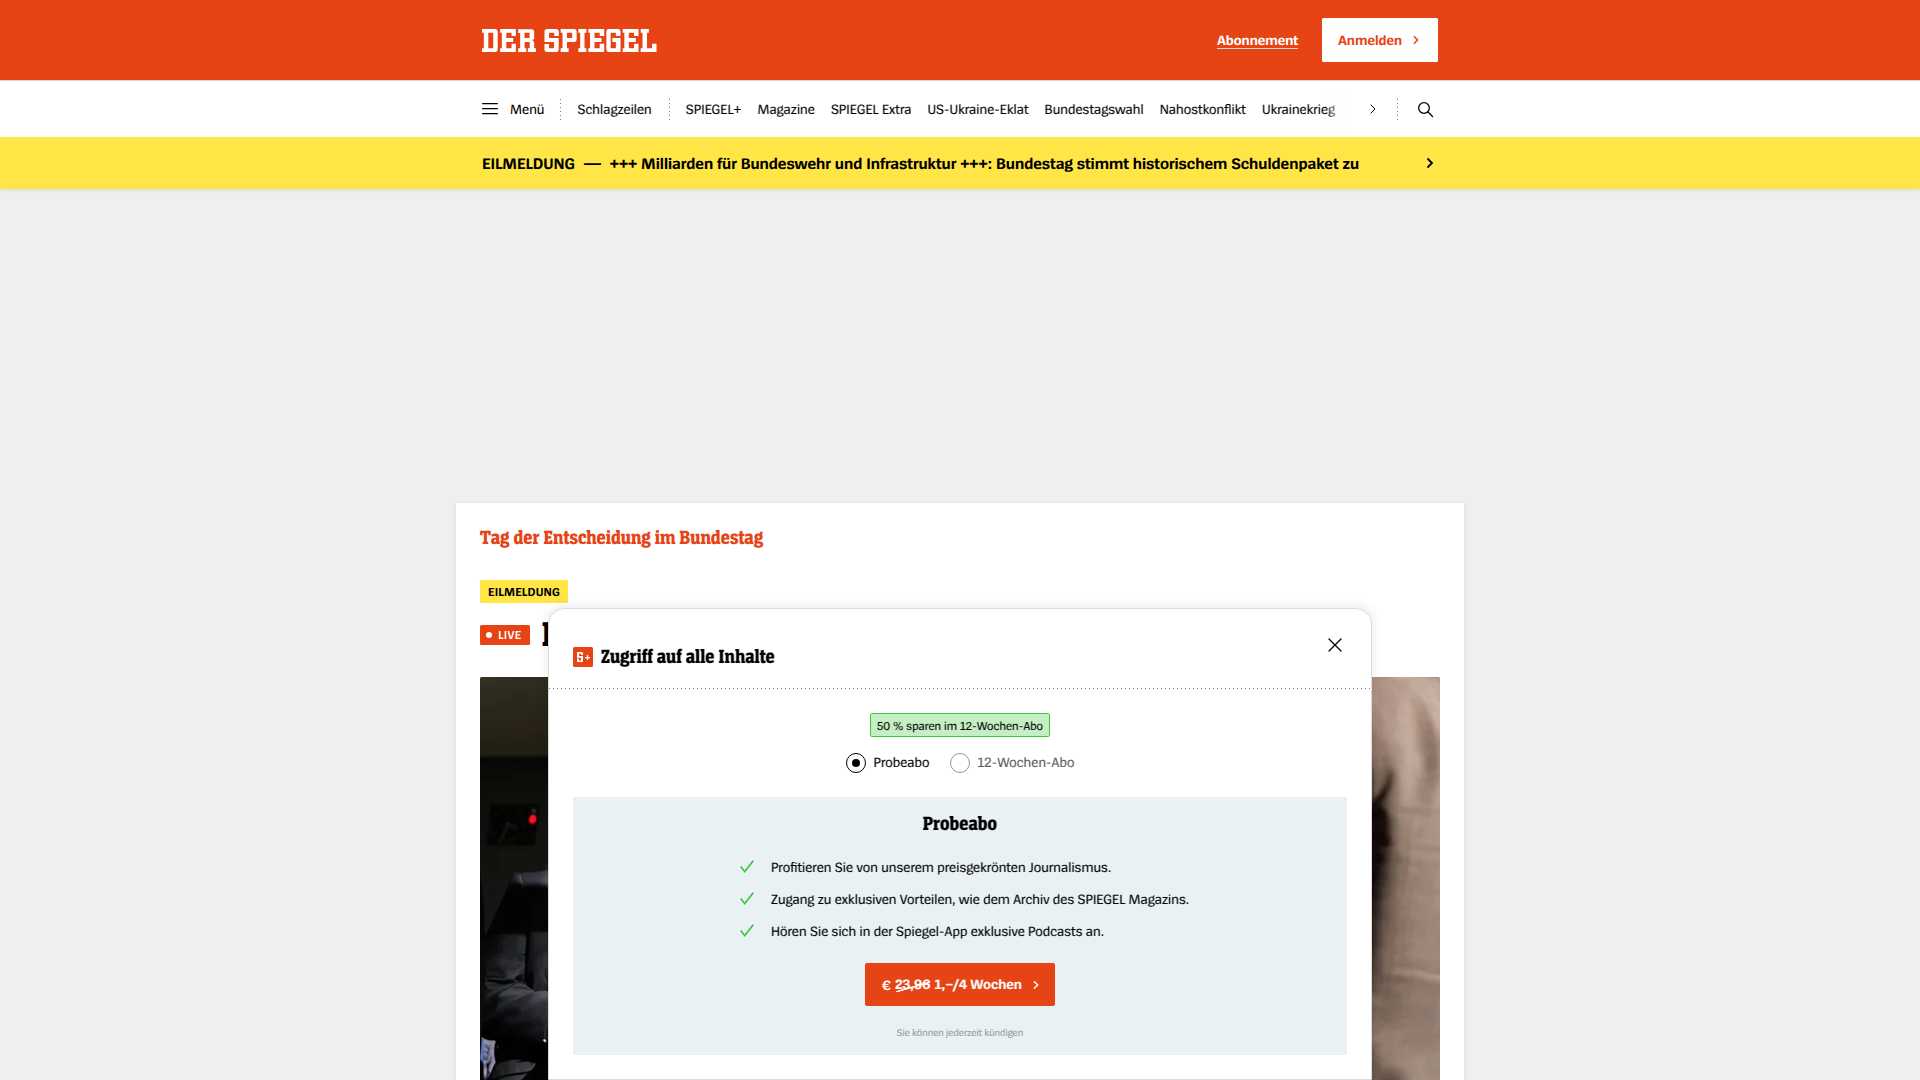 DER SPIEGEL
Abonnement
Anmelden
Menü
Schlagzeilen
SPIEGEL+
Magazine
SPIEGEL Extra
US-Ukraine-Eklat
Bundestagswahl
Nahostkonflikt
Ukrainekrieg
EILMELDUNG — +++ Milliarden für Bundeswehr und Infrastruktur +++: Bundestag stimmt historischem Schuldenpaket zu
Tag der Entscheidung im Bundestag
EILMELDUNG
LIVE
S+ Zugriff auf alle Inhalte
50 % sparen im 12-Wochen-Abo
Probeabo
12-Wochen-Abo
Probeabo
Profitieren Sie von unserem preisgekrönten Journalismus.
Zugang zu exklusiven Vorteilen, wie dem Archiv des SPIEGEL Magazins.
Hören Sie sich in der Spiegel-App exklusive Podcasts an.
€ 23,96 1,–/4 Wochen
Sie können jederzeit kündigen